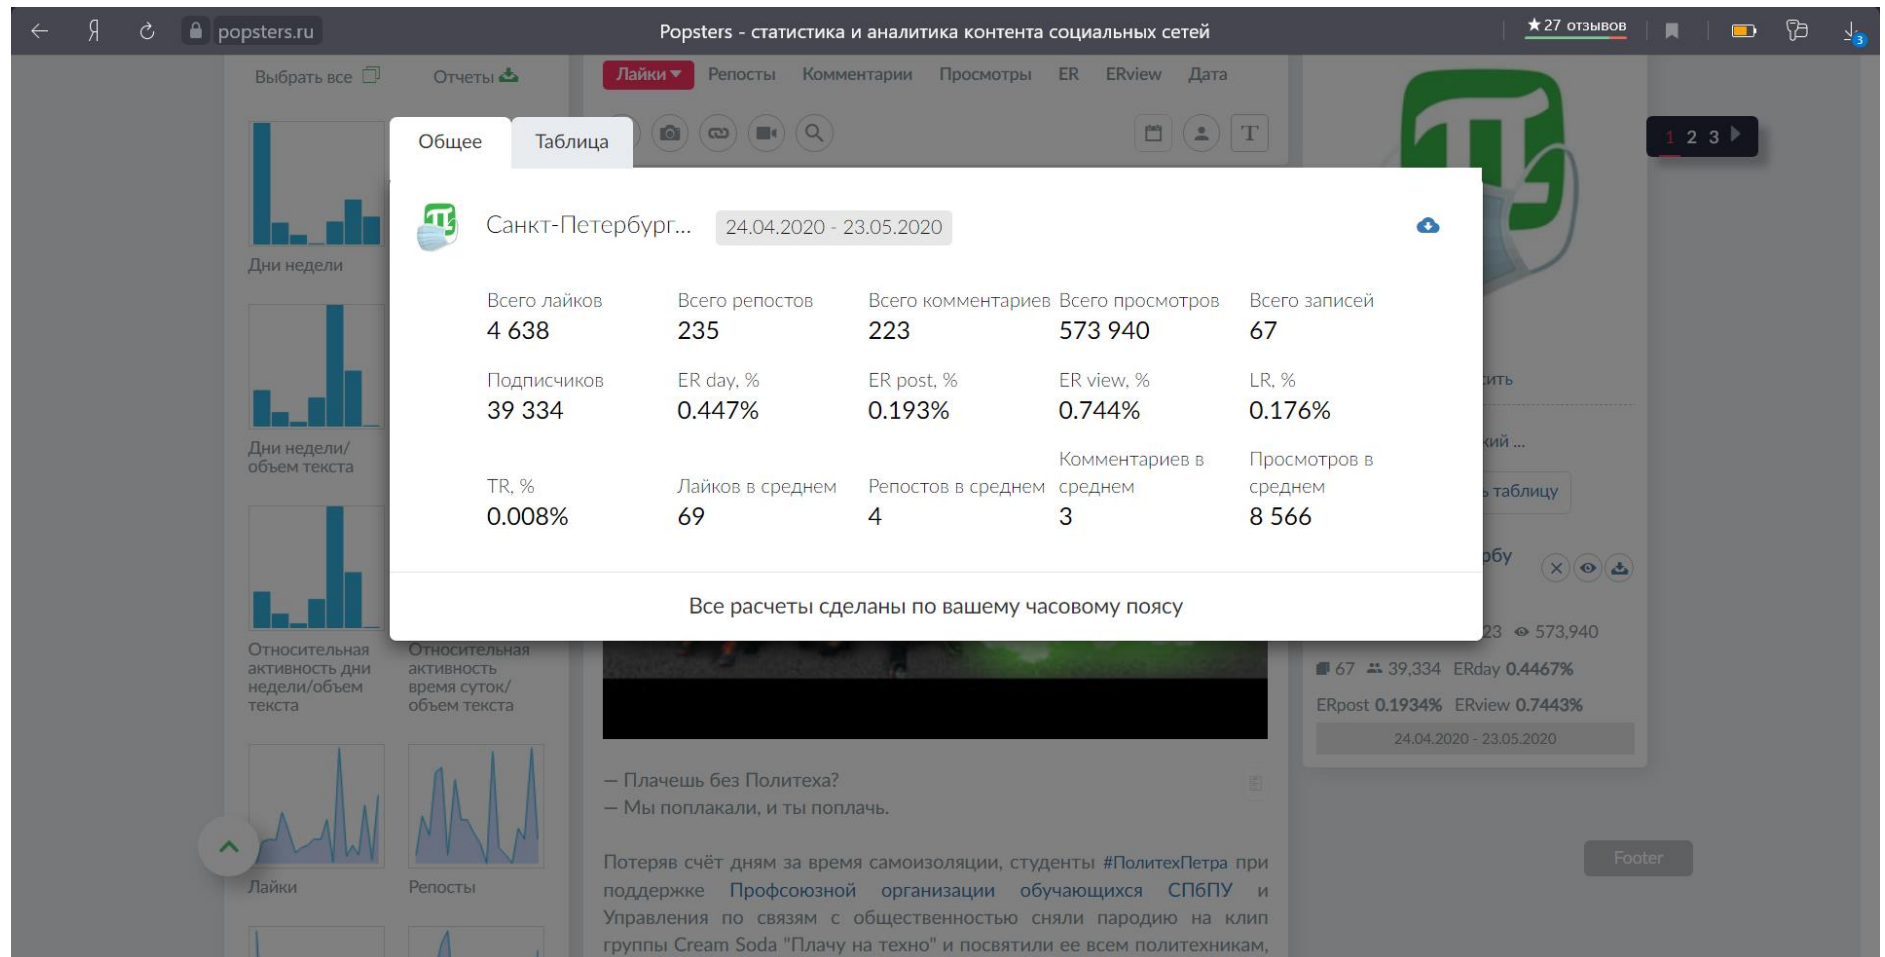 popsters.ru
Popsters - статистика и аналитика контента социальных сетей
★27 отзывов
3
Выбрать все
Отчеты
Лайки
Репосты
Комментарии
Просмотры
ER
ERview
Дата
T
1 2 3
Общее
Таблица
Санкт-Петербург...
24.04.2020 - 23.05.2020
Всего лайков
4 638
Всего репостов
235
Всего комментариев
223
Всего просмотров
573 940
Всего записей
67
Подписчиков
39 334
ER day, %
0.447%
ER post, %
0.193%
ER view, %
0.744%
LR, %
0.176%
TR, %
0.008%
Лайков в среднем
69
Репостов в среднем
4
Комментариев в
среднем
3
Просмотров в
среднем
8 566
Все расчеты сделаны по вашему часовому поясу
Дни недели
Дни недели/
объем текста
Относительная
активность дни
недели/объем
текста
Относительная
активность
время суток/
объем текста
Лайки
Репосты
— Плачешь без Политеха?
— Мы поплакали, и ты поплачь.
Потеряв счёт дням за время самоизоляции, студенты #ПолитехПетра при
поддержке Профсоюзной организации обучающихся СПбПУ и
Управления по связям с общественностью сняли пародию на клип
группы Cream Soda "Плачу на техно" и посвятили ее всем политехникам,
ить
кий ...
таблицу
рбу
23 573,940
67 39,334 ERday 0.4467%
ERpost 0.1934% ERview 0.7443%
24.04.2020 - 23.05.2020
Footer